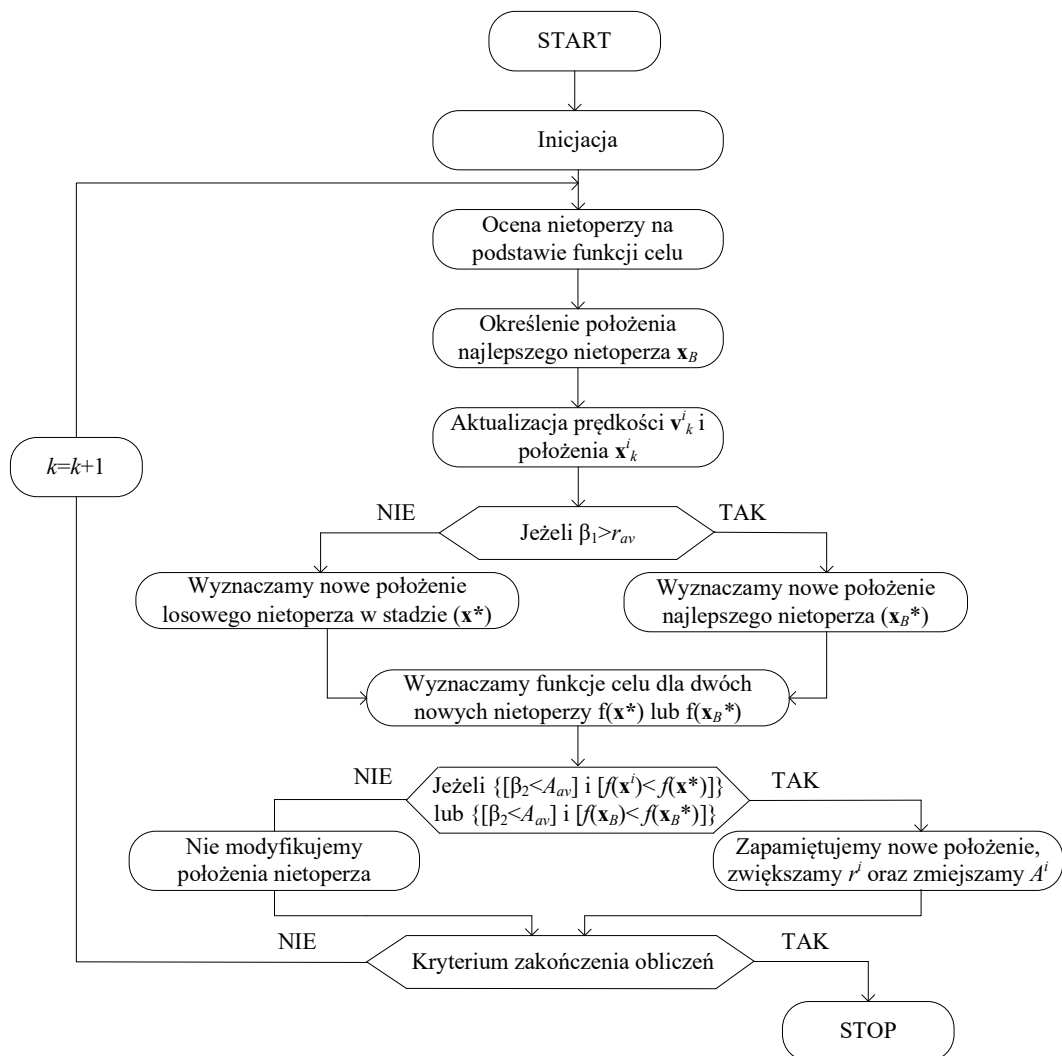 START
Inicjacja
Ocena nietoperzy na
podstawie funkcji celu
Określenie położenia
najlepszego nietoperza x_B
Aktualizacja prędkości v^i_k i
położenia x^i_k
k=k+1
NIE
Jeżeli β₁>r_av
TAK
Wyznaczamy nowe położenie
losowego nietoperza w stadzie (x*)
Wyznaczamy nowe położenie
najlepszego nietoperza (x_B*)
Wyznaczamy funkcje celu dla dwóch
nowych nietoperzy f(x*) lub f(x_B*)
NIE
Jeżeli {[β₂<A_av] i [f(x^i)< f(x*)]}
lub {[β₂<A_av] i [f(x_B)< f(x_B*)]}
TAK
Nie modyfikujemy
położenia nietoperza
Zapamiętujemy nowe położenie,
zwiększamy r^i oraz zmiejszamy A^i
NIE
Kryterium zakończenia obliczeń
TAK
STOP